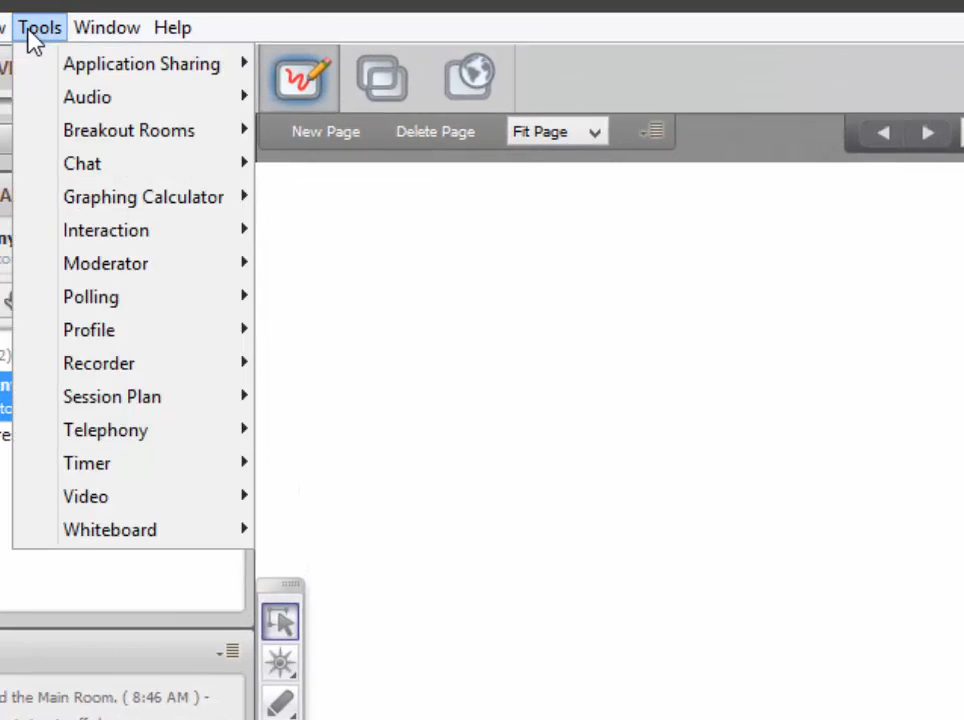 Tools Window Help
Application Sharing
Audio
New Page Delete Page Fit Page
Breakout Rooms
Chat
Graphing Calculator
Interaction
Moderator
Polling
Profile
Recorder
Session Plan
Telephony
Timer
Video
Whiteboard
d the Main Room. ( 8:46 AM ) -